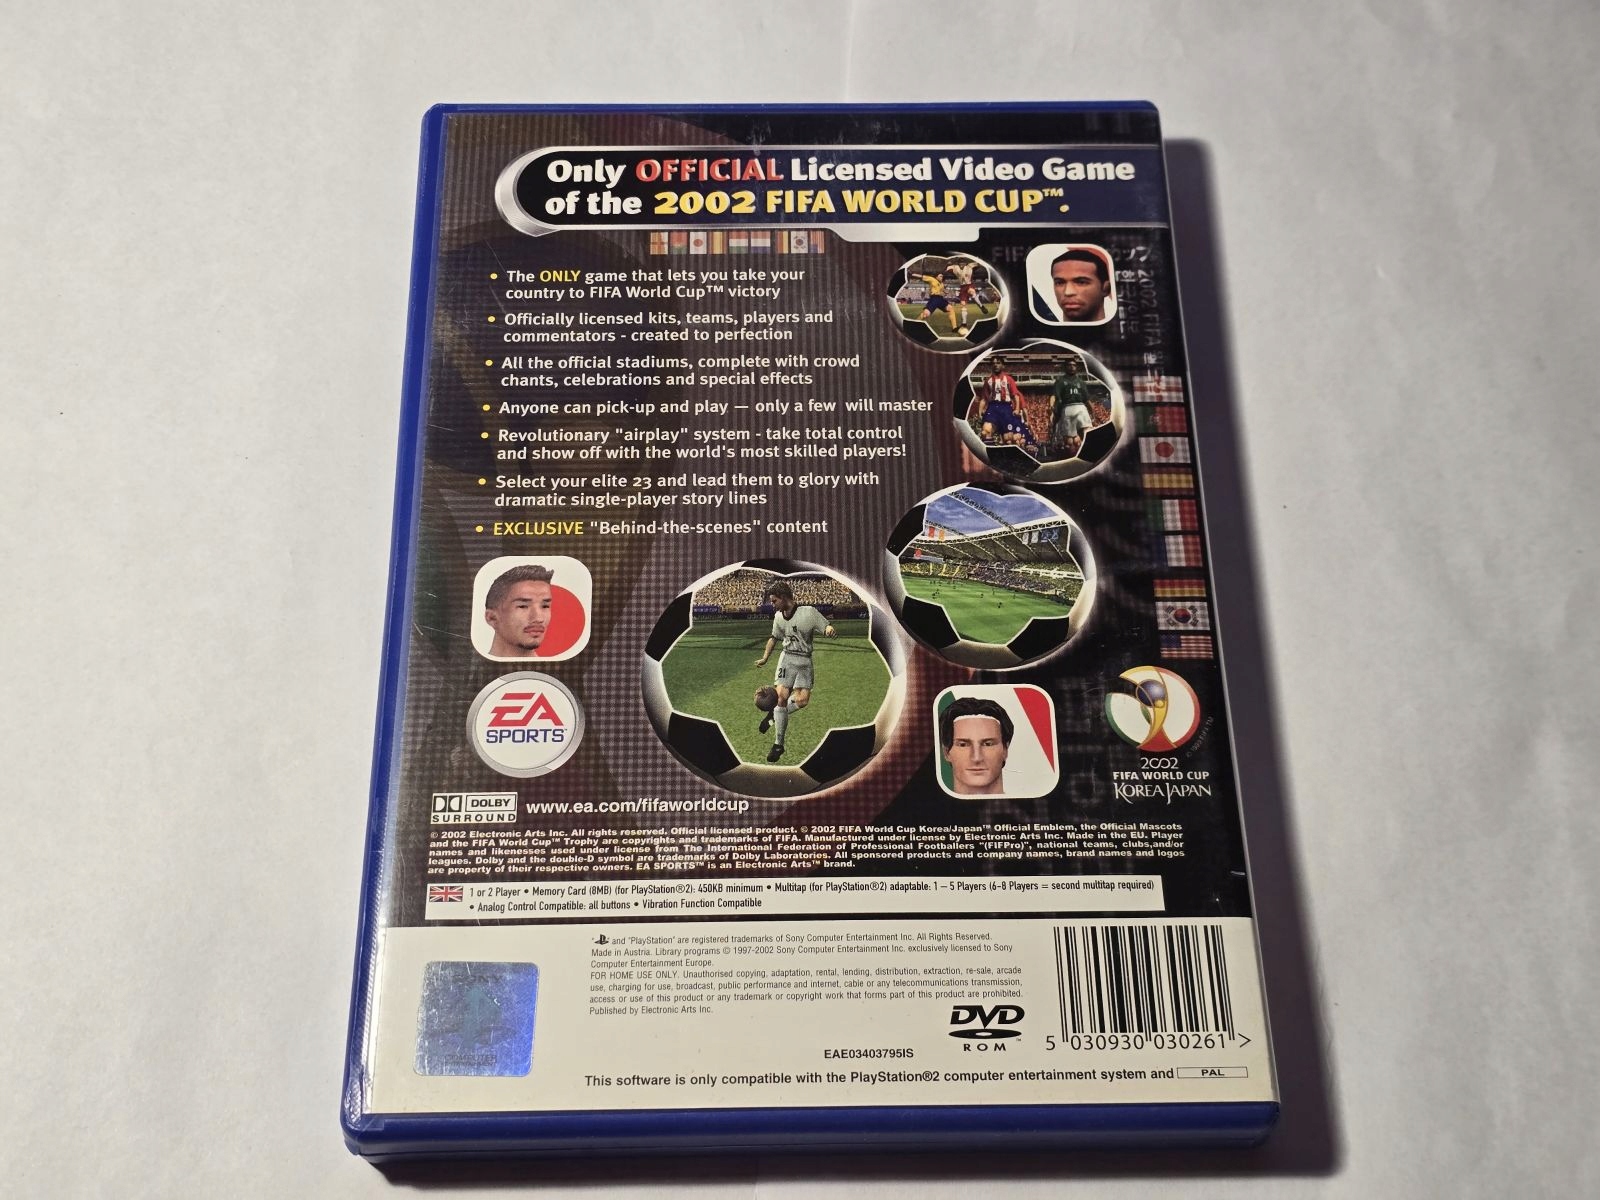 Only OFFICIAL Licensed Video Game
of the 2002 FIFA WORLD CUP™.
• The ONLY game that lets you take your
country to FIFA World Cup™ victory
• Officially licensed kits, teams, players and
commentators - created to perfection
• All the official stadiums, complete with crowd
chants, celebrations and special effects
• Anyone can pick-up and play — only a few will master
• Revolutionary "airplay" system - take total control
and show off with the world's most skilled players!
• Select your elite 23 and lead them to glory with
dramatic single-player story lines
• EXCLUSIVE "Behind-the-scenes" content
EA
SPORTS™
21
2002
FIFA WORLD CUP
KOREA JAPAN
DOLBY
SURROUND
www.ea.com/fifaworldcup
© 2002 Electronic Arts Inc. All rights reserved. Official licensed product. © 2002 FIFA World Cup Korea/Japan™ Official Emblem, the Official Mascots
and the FIFA World Cup™ Trophy are copyrights and trademarks of FIFA. Manufactured under license by Electronic Arts Inc. Made in the EU. Player
names and likenesses used under license from The International Federation of Professional Footballers "(FIFPro)", national teams, clubs,and/or
leagues. Dolby and the double-D symbol are trademarks of Dolby Laboratories. All sponsored products and company names, brand names and logos
are property of their respective owners. EA SPORTS™ is an Electronic Arts™ brand.
1 or 2 Player • Memory Card (8MB) (for PlayStation®2): 450KB minimum • Multitap (for PlayStation®2) adaptable: 1 – 5 Players (6-8 Players = second multitap required)
• Analog Control Compatible: all buttons • Vibration Function Compatible
" and "PlayStation" are registered trademarks of Sony Computer Entertainment Inc. All Rights Reserved.
Made in Austria. Library programs © 1997-2002 Sony Computer Entertainment Inc. exclusively licensed to Sony
Computer Entertainment Europe.
FOR HOME USE ONLY. Unauthorised copying, adaptation, rental, lending, distribution, extraction, re-sale, arcade
use, charging for use, broadcast, public performance and internet, cable or any telecommunications transmission,
access or use of this product or any trademark or copyright work that forms part of this product are prohibited.
Published by Electronic Arts Inc.
SONY
COMPUTER
DVD
ROM
5 030930 030261 >
EAE03403795IS
This software is only compatible with the PlayStation®2 computer entertainment system and PAL